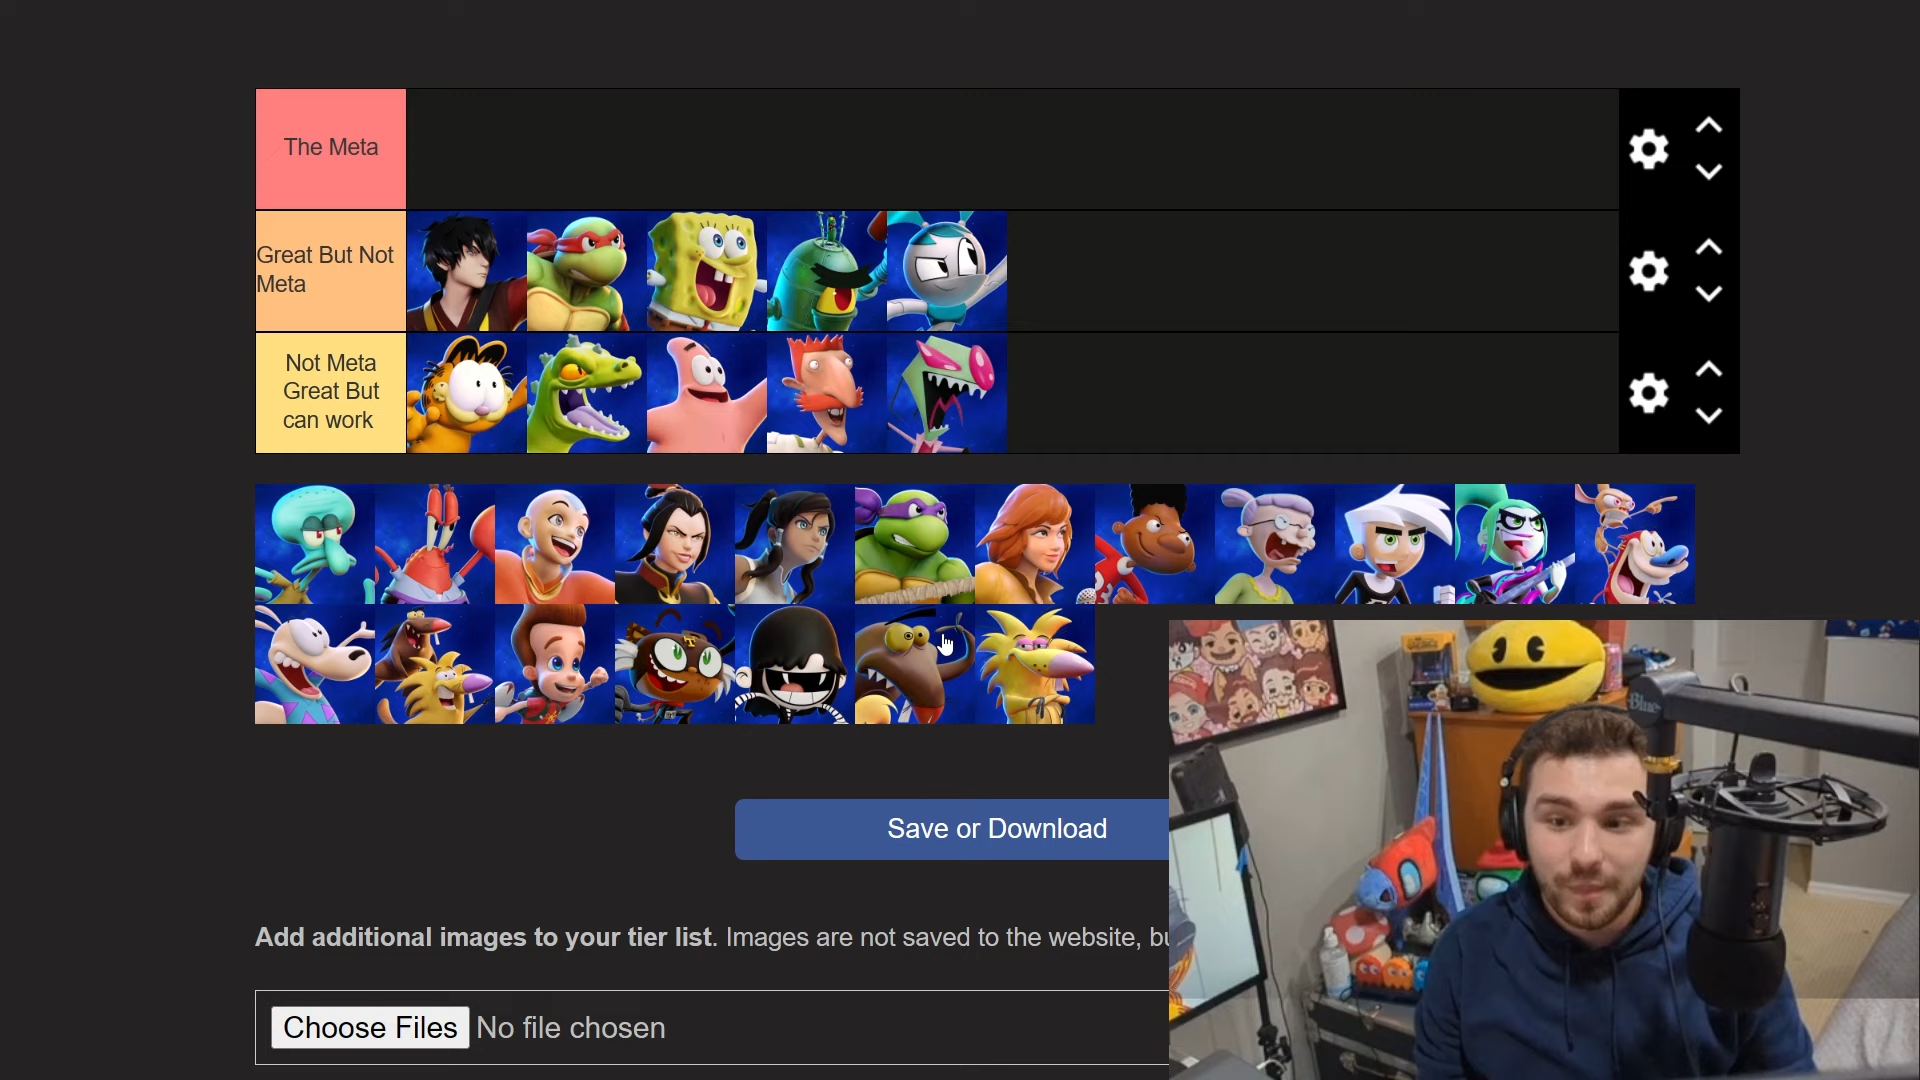 The Meta
Great But Not
Meta
Not Meta
Great But
can work
Save or Download
Add additional images to your tier list. Images are not saved to the website, bu
Choose Files No file chosen
Blue